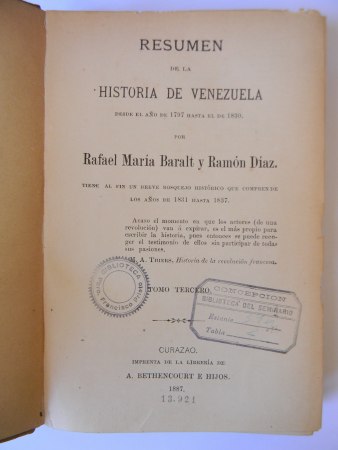 RESUMEN
DE LA
HISTORIA DE VENEZUELA
DESDE EL AÑO DE 1797 HASTA EL DE 1830.
POR
Rafael María Baralt y Ramón Díaz.
TIENE AL FIN UN BREVE BOSQUEJO HISTÓRICO QUE COMPRENDE
LOS AÑOS DE 1831 HASTA 1837.
Acaso el momento en que los actores (de una
revolución) van á expirar, es el más propio para
escribir la historia, pues entonces se puede reco-
ger el testimonio de ellos sin participar de todas
sus pasiones.
M. A. THIERS. Historia de la revolución francesa.
TOMO TERCERO,
BIBLIOTECA
Francisco
CONCEPCION
BIBLIOTECA DEL SEMINARIO
Estante
Tabla
CURAZAO.
IMPRENTA DE LA LIBRERÍA DE
A. BETHENCOURT E HIJOS.
1887.
13.921